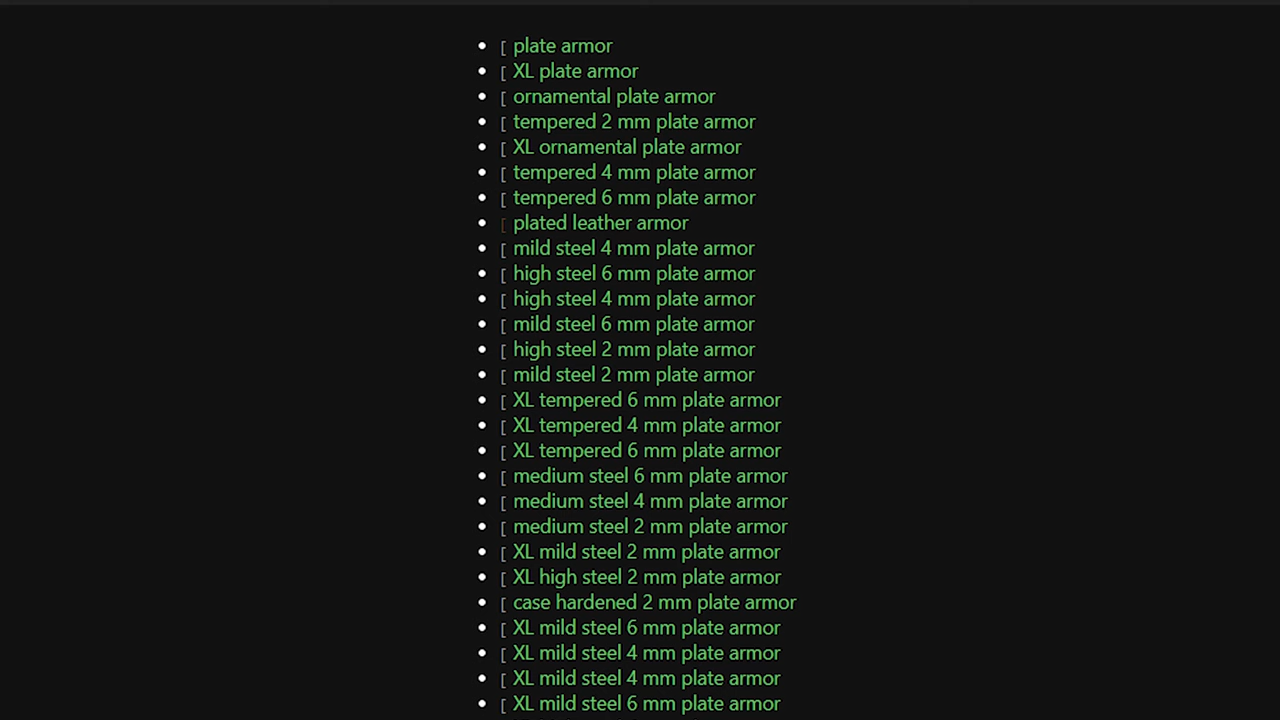 • [ plate armor
• [ XL plate armor
• [ ornamental plate armor
• [ tempered 2 mm plate armor
• [ XL ornamental plate armor
• [ tempered 4 mm plate armor
• [ tempered 6 mm plate armor
• [ plated leather armor
• [ mild steel 4 mm plate armor
• [ high steel 6 mm plate armor
• [ high steel 4 mm plate armor
• [ mild steel 6 mm plate armor
• [ high steel 2 mm plate armor
• [ mild steel 2 mm plate armor
• [ XL tempered 6 mm plate armor
• [ XL tempered 4 mm plate armor
• [ XL tempered 6 mm plate armor
• [ medium steel 6 mm plate armor
• [ medium steel 4 mm plate armor
• [ medium steel 2 mm plate armor
• [ XL mild steel 2 mm plate armor
• [ XL high steel 2 mm plate armor
• [ case hardened 2 mm plate armor
• [ XL mild steel 6 mm plate armor
• [ XL mild steel 4 mm plate armor
• [ XL mild steel 4 mm plate armor
• [ XL mild steel 6 mm plate armor